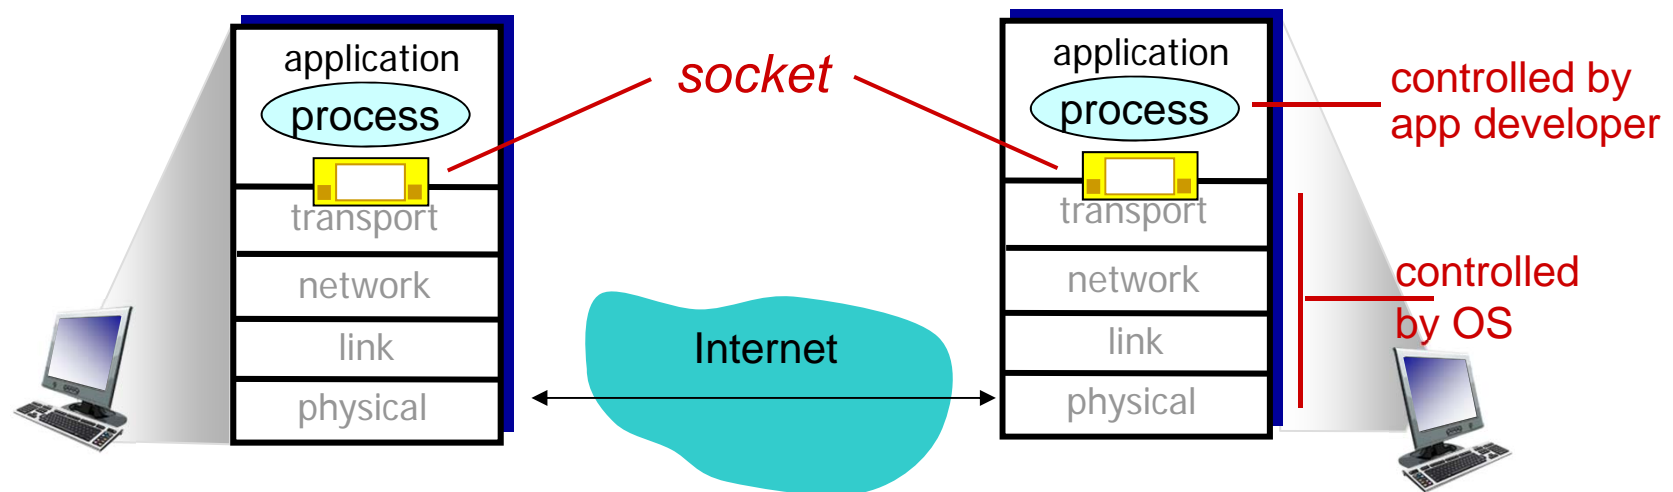 application
process
transport
network
link
physical
socket
Internet
application
process
transport
network
link
physical
controlled by
app developer
controlled
by OS